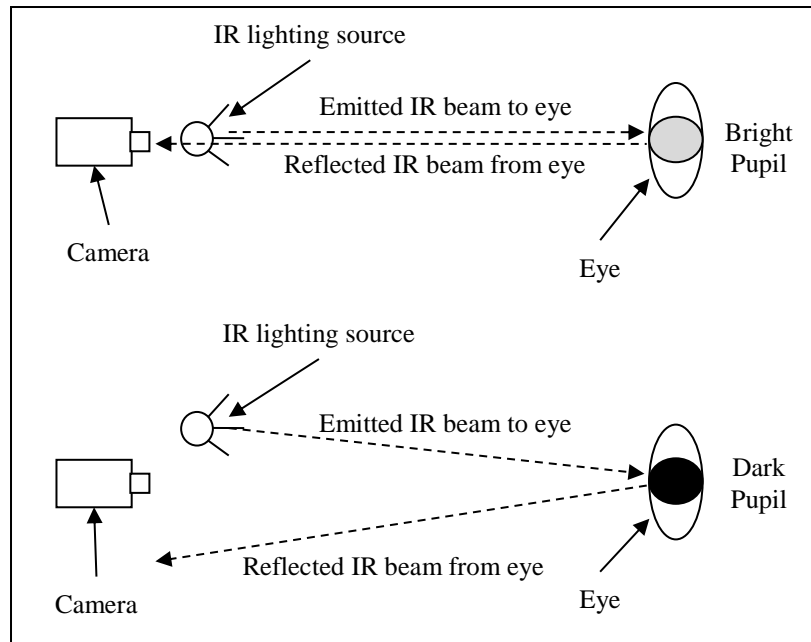 IR lighting source
Emitted IR beam to eye
Reflected IR beam from eye
Bright
Pupil
Camera
Eye
IR lighting source
Emitted IR beam to eye
Dark
Pupil
Reflected IR beam from eye
Camera
Eye